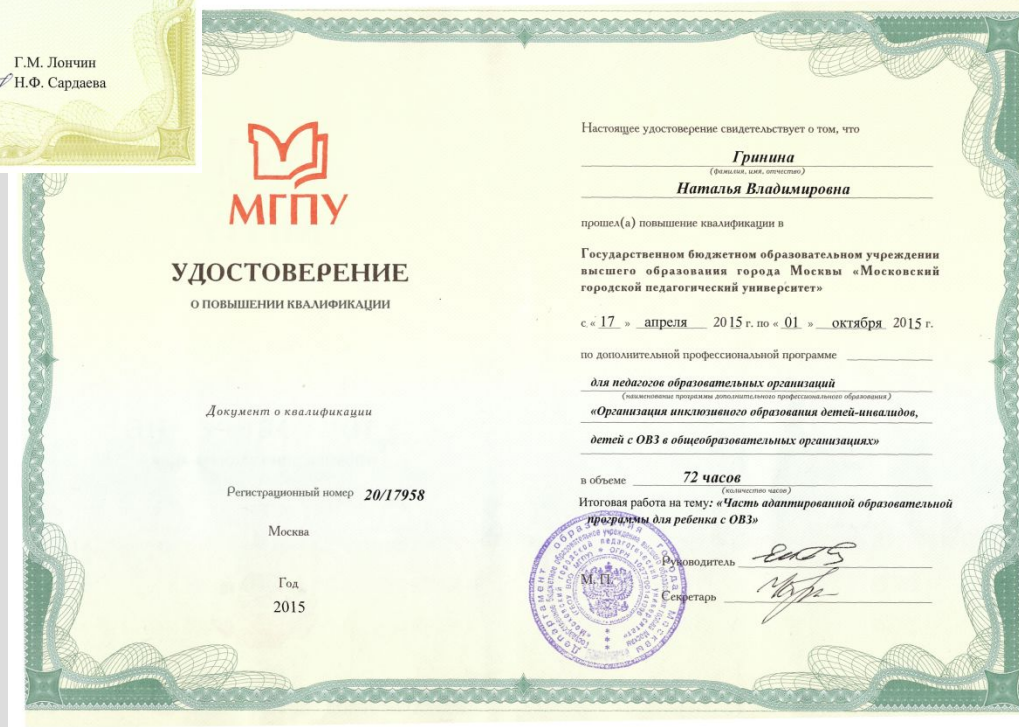 Г.М. Лончин
Н.Ф. Сардаева
МГПУ
УДОСТОВЕРЕНИЕ
О ПОВЫШЕНИИ КВАЛИФИКАЦИИ
Документ о квалификации
Регистрационный номер 20/17958
Москва
Год
2015
Настоящее удостоверение свидетельствует о том, что
Гринина
(фамилия, имя, отчество)
Наталья Владимировна
прошел(а) повышение квалификации в
Государственном бюджетном образовательном учреждении
высшего образования города Москвы «Московский
городской педагогический университет»
с « 17 » апреля 2015 г. по « 01 » октября 2015 г.
по дополнительной профессиональной программе
для педагогов образовательных организаций
(наименование программы дополнительного профессионального образования)
«Организация инклюзивного образования детей-инвалидов,
детей с ОВЗ в общеобразовательных организациях»
в объеме 72 часов
(количество часов)
Итоговая работа на тему: «Часть адаптированной образовательной
программы для ребенка с ОВЗ»
Руководитель
М.П.
Секретарь